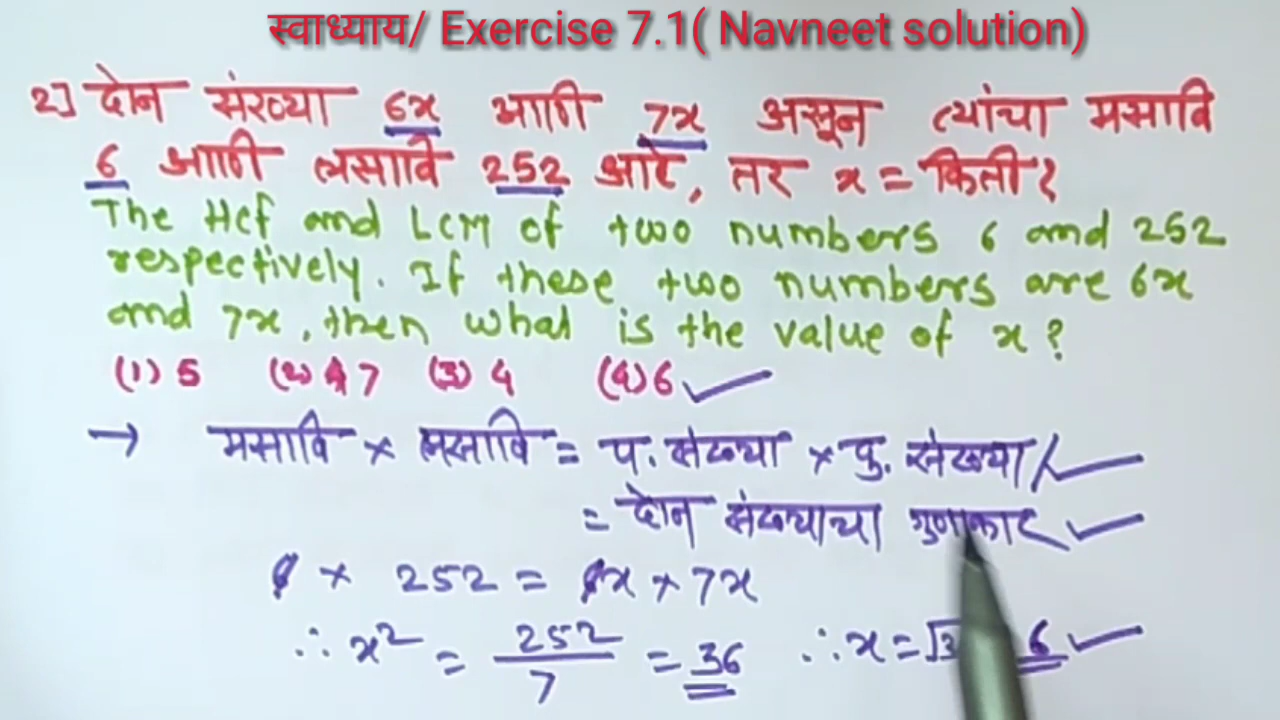 स्वाध्याय/ Exercise 7.1( Navneet solution)
2] दोन संख्या 6x आणि 7x असून त्यांचा मसावि
6 आणि लसावि 252 आहे, तर x = किती?
The Hcf and LCM of two numbers 6 and 252
respectively. If these two numbers are 6x
and 7x, then what is the value of x?
(1) 5 (2) 7 (3) 4 (4) 6 ✓
→ मसावि × लसावि = प. संख्या × दु. संख्या ✓
= दोन संख्याचा गुणाकार ✓
6 × 252 = 6x × 7x
∴ x² = 252/7 = 36 ∴ x = 6 ✓